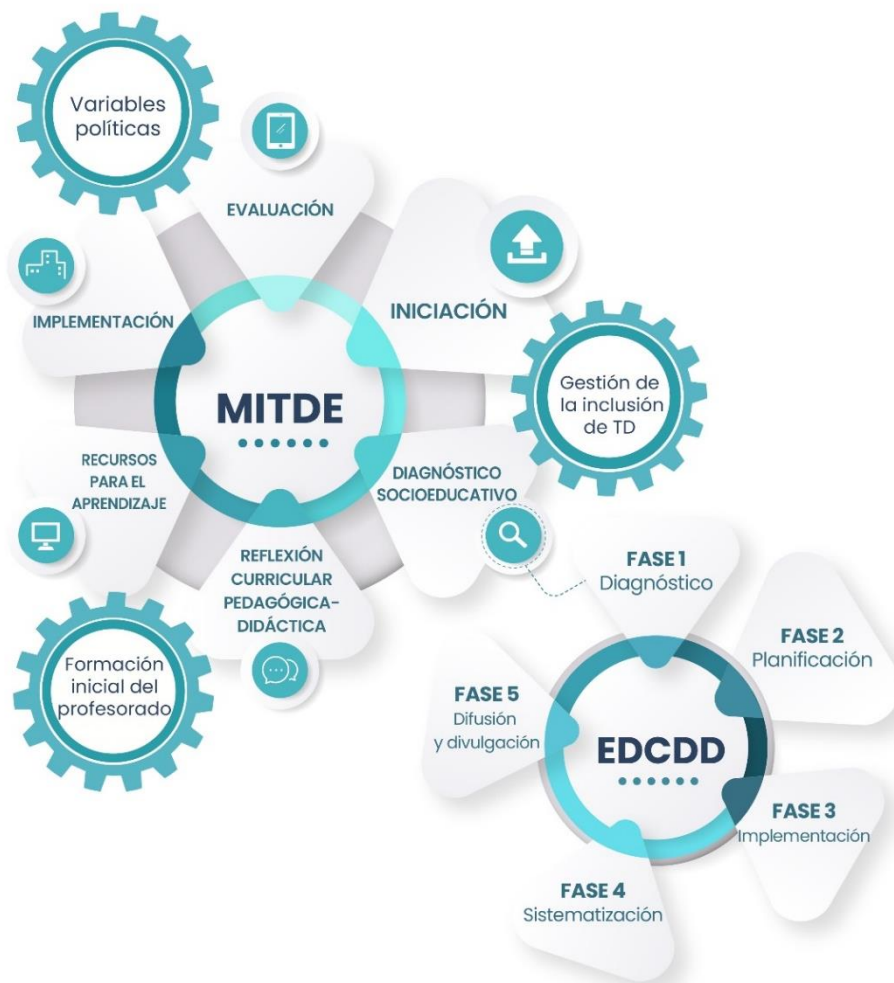 Variables
políticas
EVALUACIÓN
INICIACIÓN
IMPLEMENTACIÓN
MITDE
Gestión de
la inclusión
de TD
RECURSOS
PARA EL
APRENDIZAJE
DIAGNÓSTICO
SOCIOEDUCATIVO
REFLEXIÓN
CURRICULAR
PEDAGÓGICA-
DIDÁCTICA
Formación
inicial del
profesorado
FASE 1
Diagnóstico
FASE 2
Planificación
FASE 5
Difusión
y divulgación
EDCDD
FASE 3
Implementación
FASE 4
Sistematización